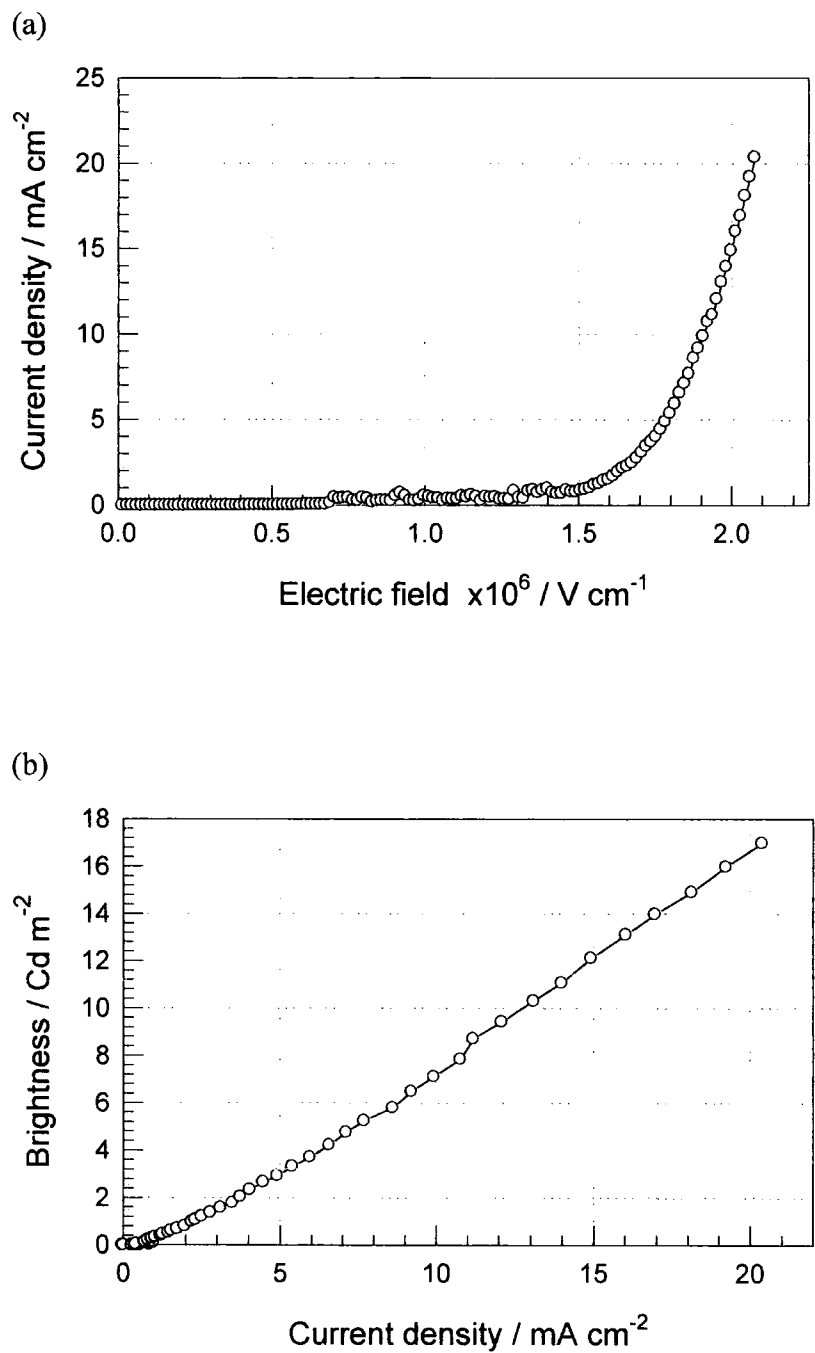 (a)
25
20
15
10
5
0
0.0 0.5 1.0 1.5 2.0
Current density / mA cm⁻²
Electric field x10⁶ / V cm⁻¹
(b)
18
16
14
12
10
8
6
4
2
0
0 5 10 15 20
Brightness / Cd m⁻²
Current density / mA cm⁻²